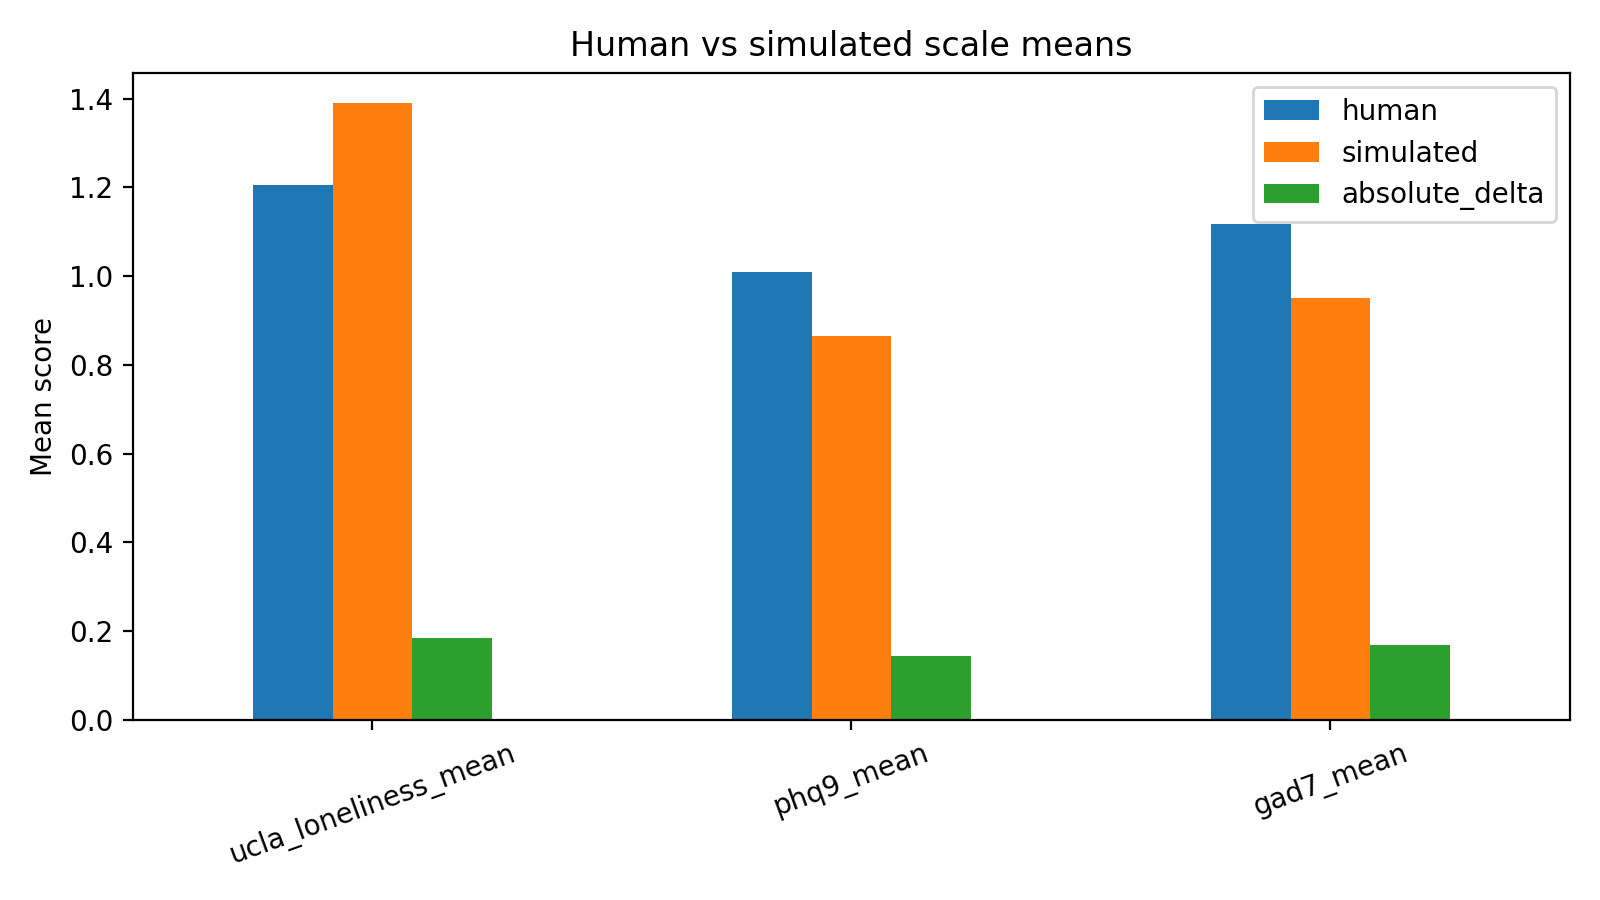 Human vs simulated scale means
human
simulated
absolute_delta
Mean score
1.4
1.2
1.0
0.8
0.6
0.4
0.2
0.0
ucla_loneliness_mean
phq9_mean
gad7_mean